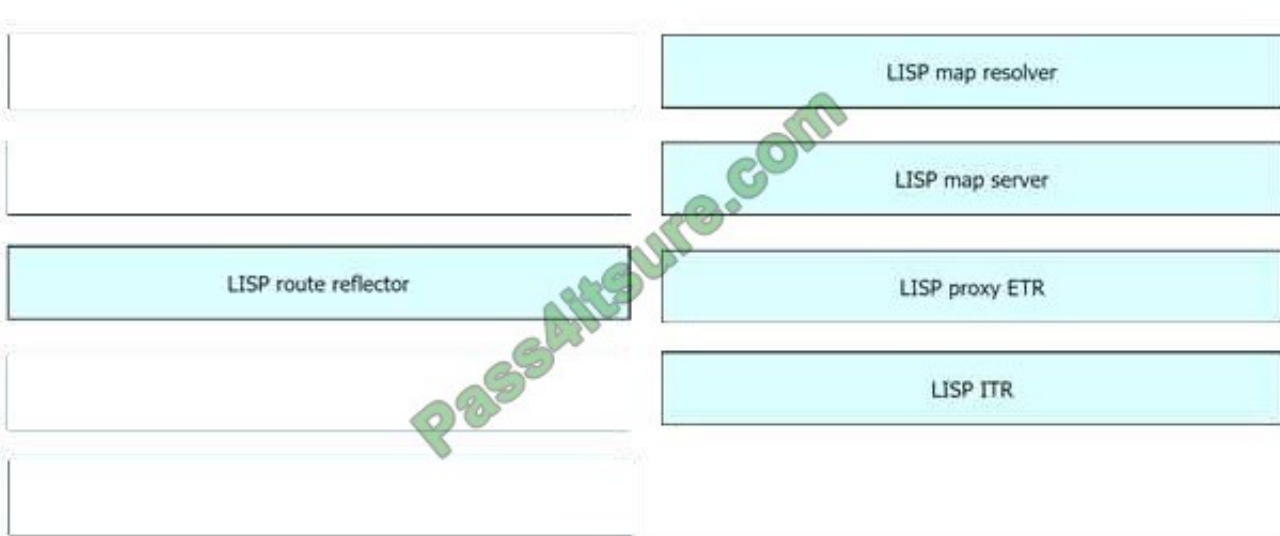 LISP map resolver
LISP map server
LISP route reflector
LISP proxy ETR
LISP ITR
Pass4itsure.com